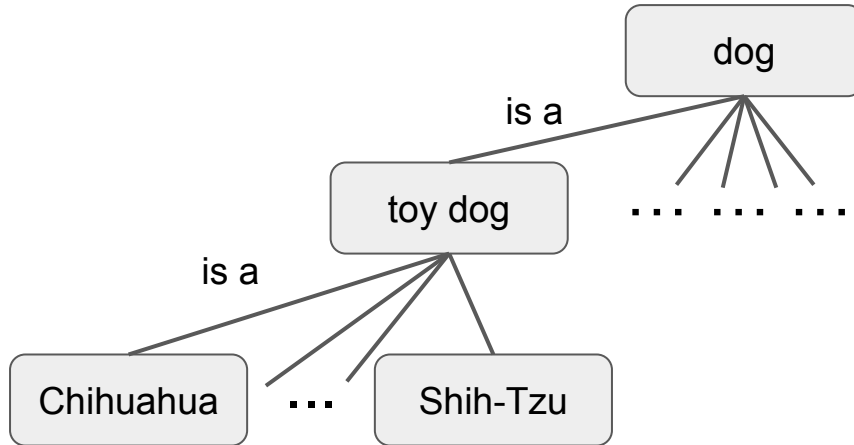 dog
is a
toy dog
... ... ...
is a
Chihuahua
...
Shih-Tzu